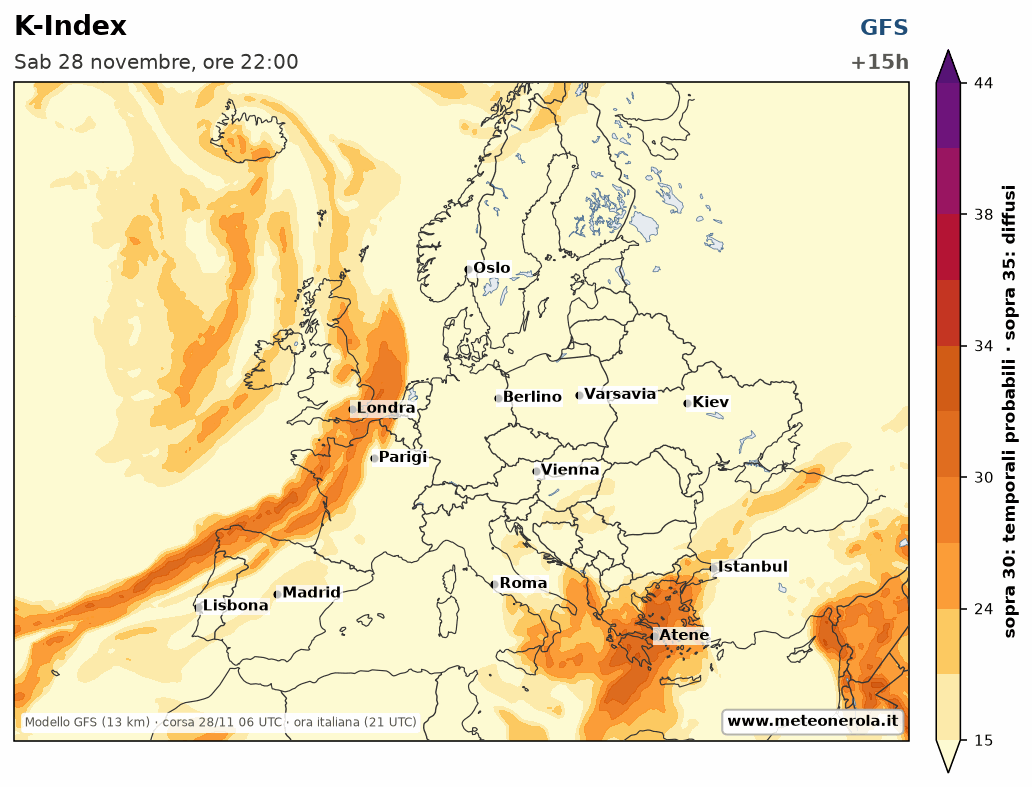 K-Index
GFS
Sab 28 novembre, ore 22:00
+15h
44
38
34
30
24
15
sopra 30: temporali probabili · sopra 35: diffusi
Oslo
Berlino
Varsavia
Kiev
Londra
Parigi
Vienna
Istanbul
Roma
Madrid
Lisbona
Atene
Modello GFS (13 km) · corsa 28/11 06 UTC · ora italiana (21 UTC)
www.meteonerola.it